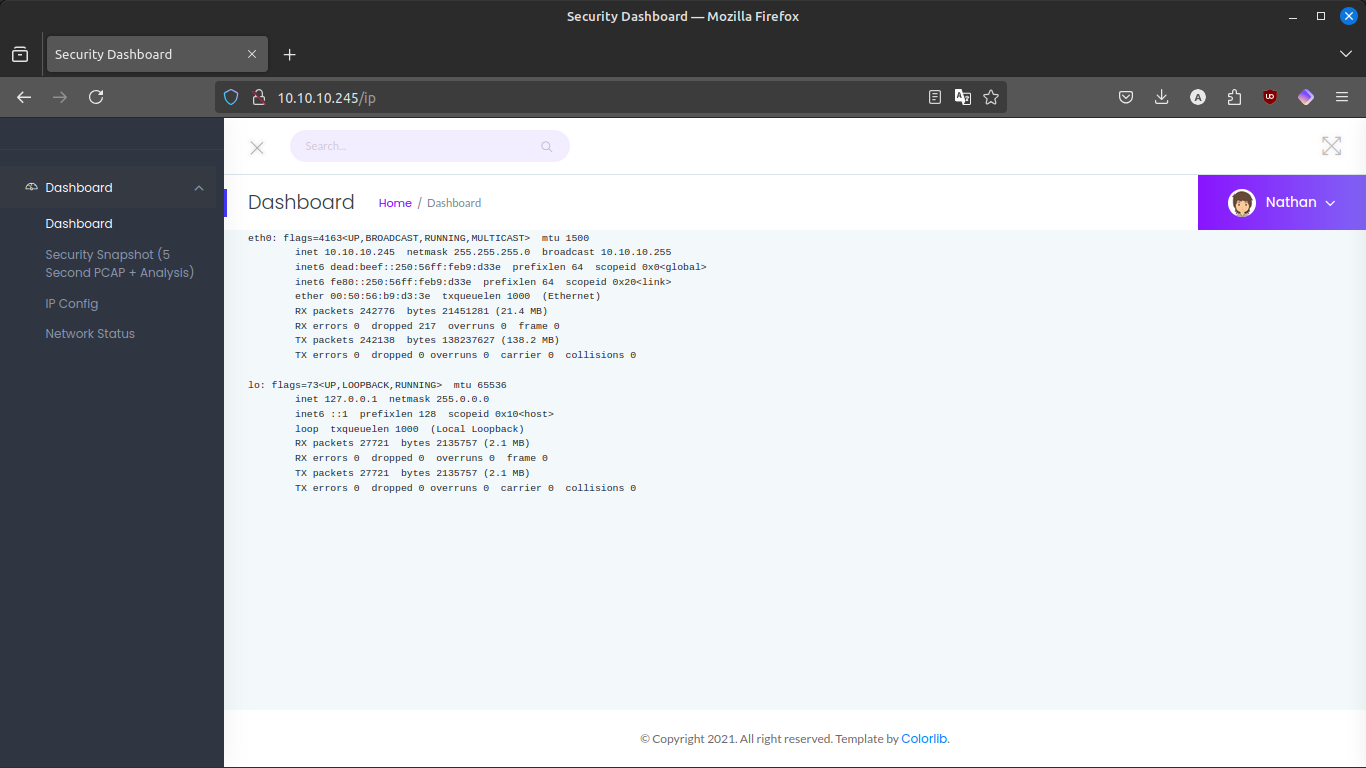 Security Dashboard — Mozilla Firefox
Security Dashboard
10.10.10.245/ip
Search...
Dashboard
Dashboard
Security Snapshot (5
Second PCAP + Analysis)
IP Config
Network Status
Dashboard Home / Dashboard
Nathan
eth0: flags=4163<UP,BROADCAST,RUNNING,MULTICAST>  mtu 1500
        inet 10.10.10.245  netmask 255.255.255.0  broadcast 10.10.10.255
        inet6 dead:beef::250:56ff:feb9:d33e  prefixlen 64  scopeid 0x0<global>
        inet6 fe80::250:56ff:feb9:d33e  prefixlen 64  scopeid 0x20<link>
        ether 00:50:56:b9:d3:3e  txqueuelen 1000  (Ethernet)
        RX packets 242776  bytes 21451281 (21.4 MB)
        RX errors 0  dropped 217  overruns 0  frame 0
        TX packets 242138  bytes 138237627 (138.2 MB)
        TX errors 0  dropped 0 overruns 0  carrier 0  collisions 0
lo: flags=73<UP,LOOPBACK,RUNNING>  mtu 65536
        inet 127.0.0.1  netmask 255.0.0.0
        inet6 ::1  prefixlen 128  scopeid 0x10<host>
        loop  txqueuelen 1000  (Local Loopback)
        RX packets 27721  bytes 2135757 (2.1 MB)
        RX errors 0  dropped 0  overruns 0  frame 0
        TX packets 27721  bytes 2135757 (2.1 MB)
        TX errors 0  dropped 0 overruns 0  carrier 0  collisions 0
© Copyright 2021. All right reserved. Template by Colorlib.